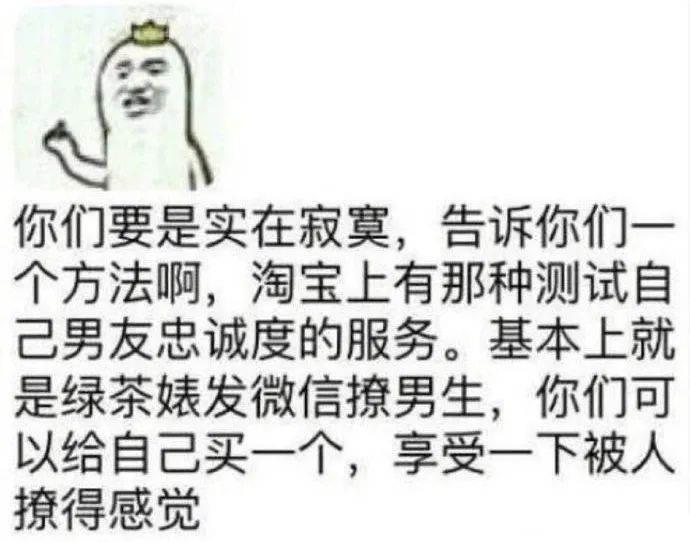 你们要是实在寂寞，告诉你们一
个方法啊，淘宝上有那种测试自
己男友忠诚度的服务。基本上就
是绿茶婊发微信撩男生，你们可
以给自己买一个，享受一下被人
撩得感觉